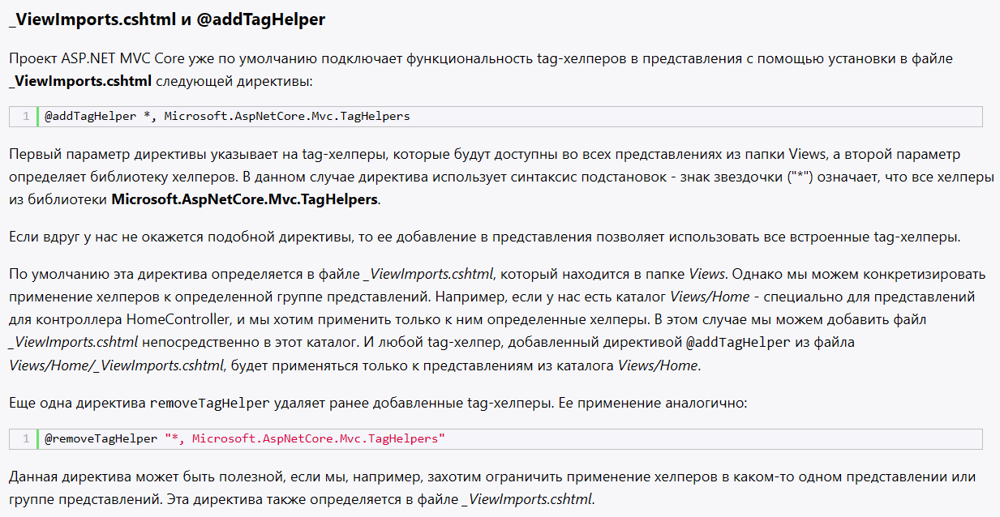 _ViewImports.cshtml и @addTagHelper
Проект ASP.NET MVC Core уже по умолчанию подключает функциональность tag-хелперов в представления с помощью установки в файле
_ViewImports.cshtml следующей директивы:
1 @addTagHelper *, Microsoft.AspNetCore.Mvc.TagHelpers
Первый параметр директивы указывает на tag-хелперы, которые будут доступны во всех представлениях из папки Views, а второй параметр
определяет библиотеку хелперов. В данном случае директива использует синтаксис подстановок - знак звездочки ("*") означает, что все хелперы
из библиотеки Microsoft.AspNetCore.Mvc.TagHelpers.
Если вдруг у нас не окажется подобной директивы, то ее добавление в представления позволяет использовать все встроенные tag-хелперы.
По умолчанию эта директива определяется в файле _ViewImports.cshtml, который находится в папке Views. Однако мы можем конкретизировать
применение хелперов к определенной группе представлений. Например, если у нас есть каталог Views/Home - специально для представлений
для контроллера HomeController, и мы хотим применить только к ним определенные хелперы. В этом случае мы можем добавить файл
_ViewImports.cshtml непосредственно в этот каталог. И любой tag-хелпер, добавленный директивой @addTagHelper из файла
Views/Home/_ViewImports.cshtml, будет применяться только к представлениям из каталога Views/Home.
Еще одна директива removeTagHelper удаляет ранее добавленные tag-хелперы. Ее применение аналогично:
1 @removeTagHelper "*, Microsoft.AspNetCore.Mvc.TagHelpers"
Данная директива может быть полезной, если мы, например, захотим ограничить применение хелперов в каком-то одном представлении или
группе представлений. Эта директива также определяется в файле _ViewImports.cshtml.